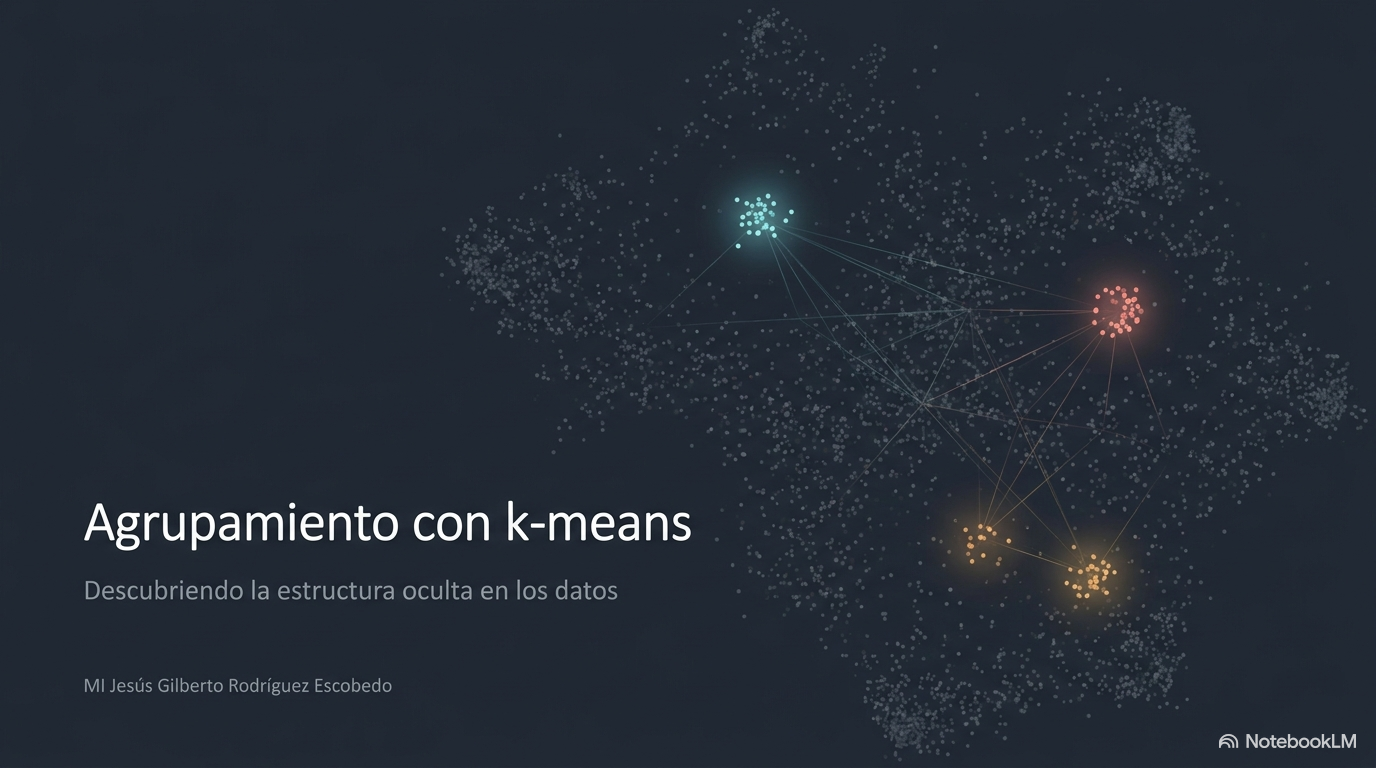 Agrupamiento con k-means
Descubriendo la estructura oculta en los datos
MI Jesús Gilberto Rodríguez Escobedo
NotebookLM